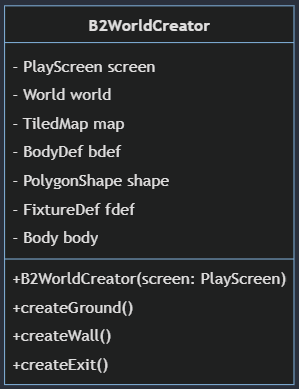 B2WorldCreator
- PlayScreen screen
- World world
- TiledMap map
- BodyDef bdef
- PolygonShape shape
- FixtureDef fdef
- Body body
+B2WorldCreator(screen: PlayScreen)
+createGround()
+createWall()
+createExit()